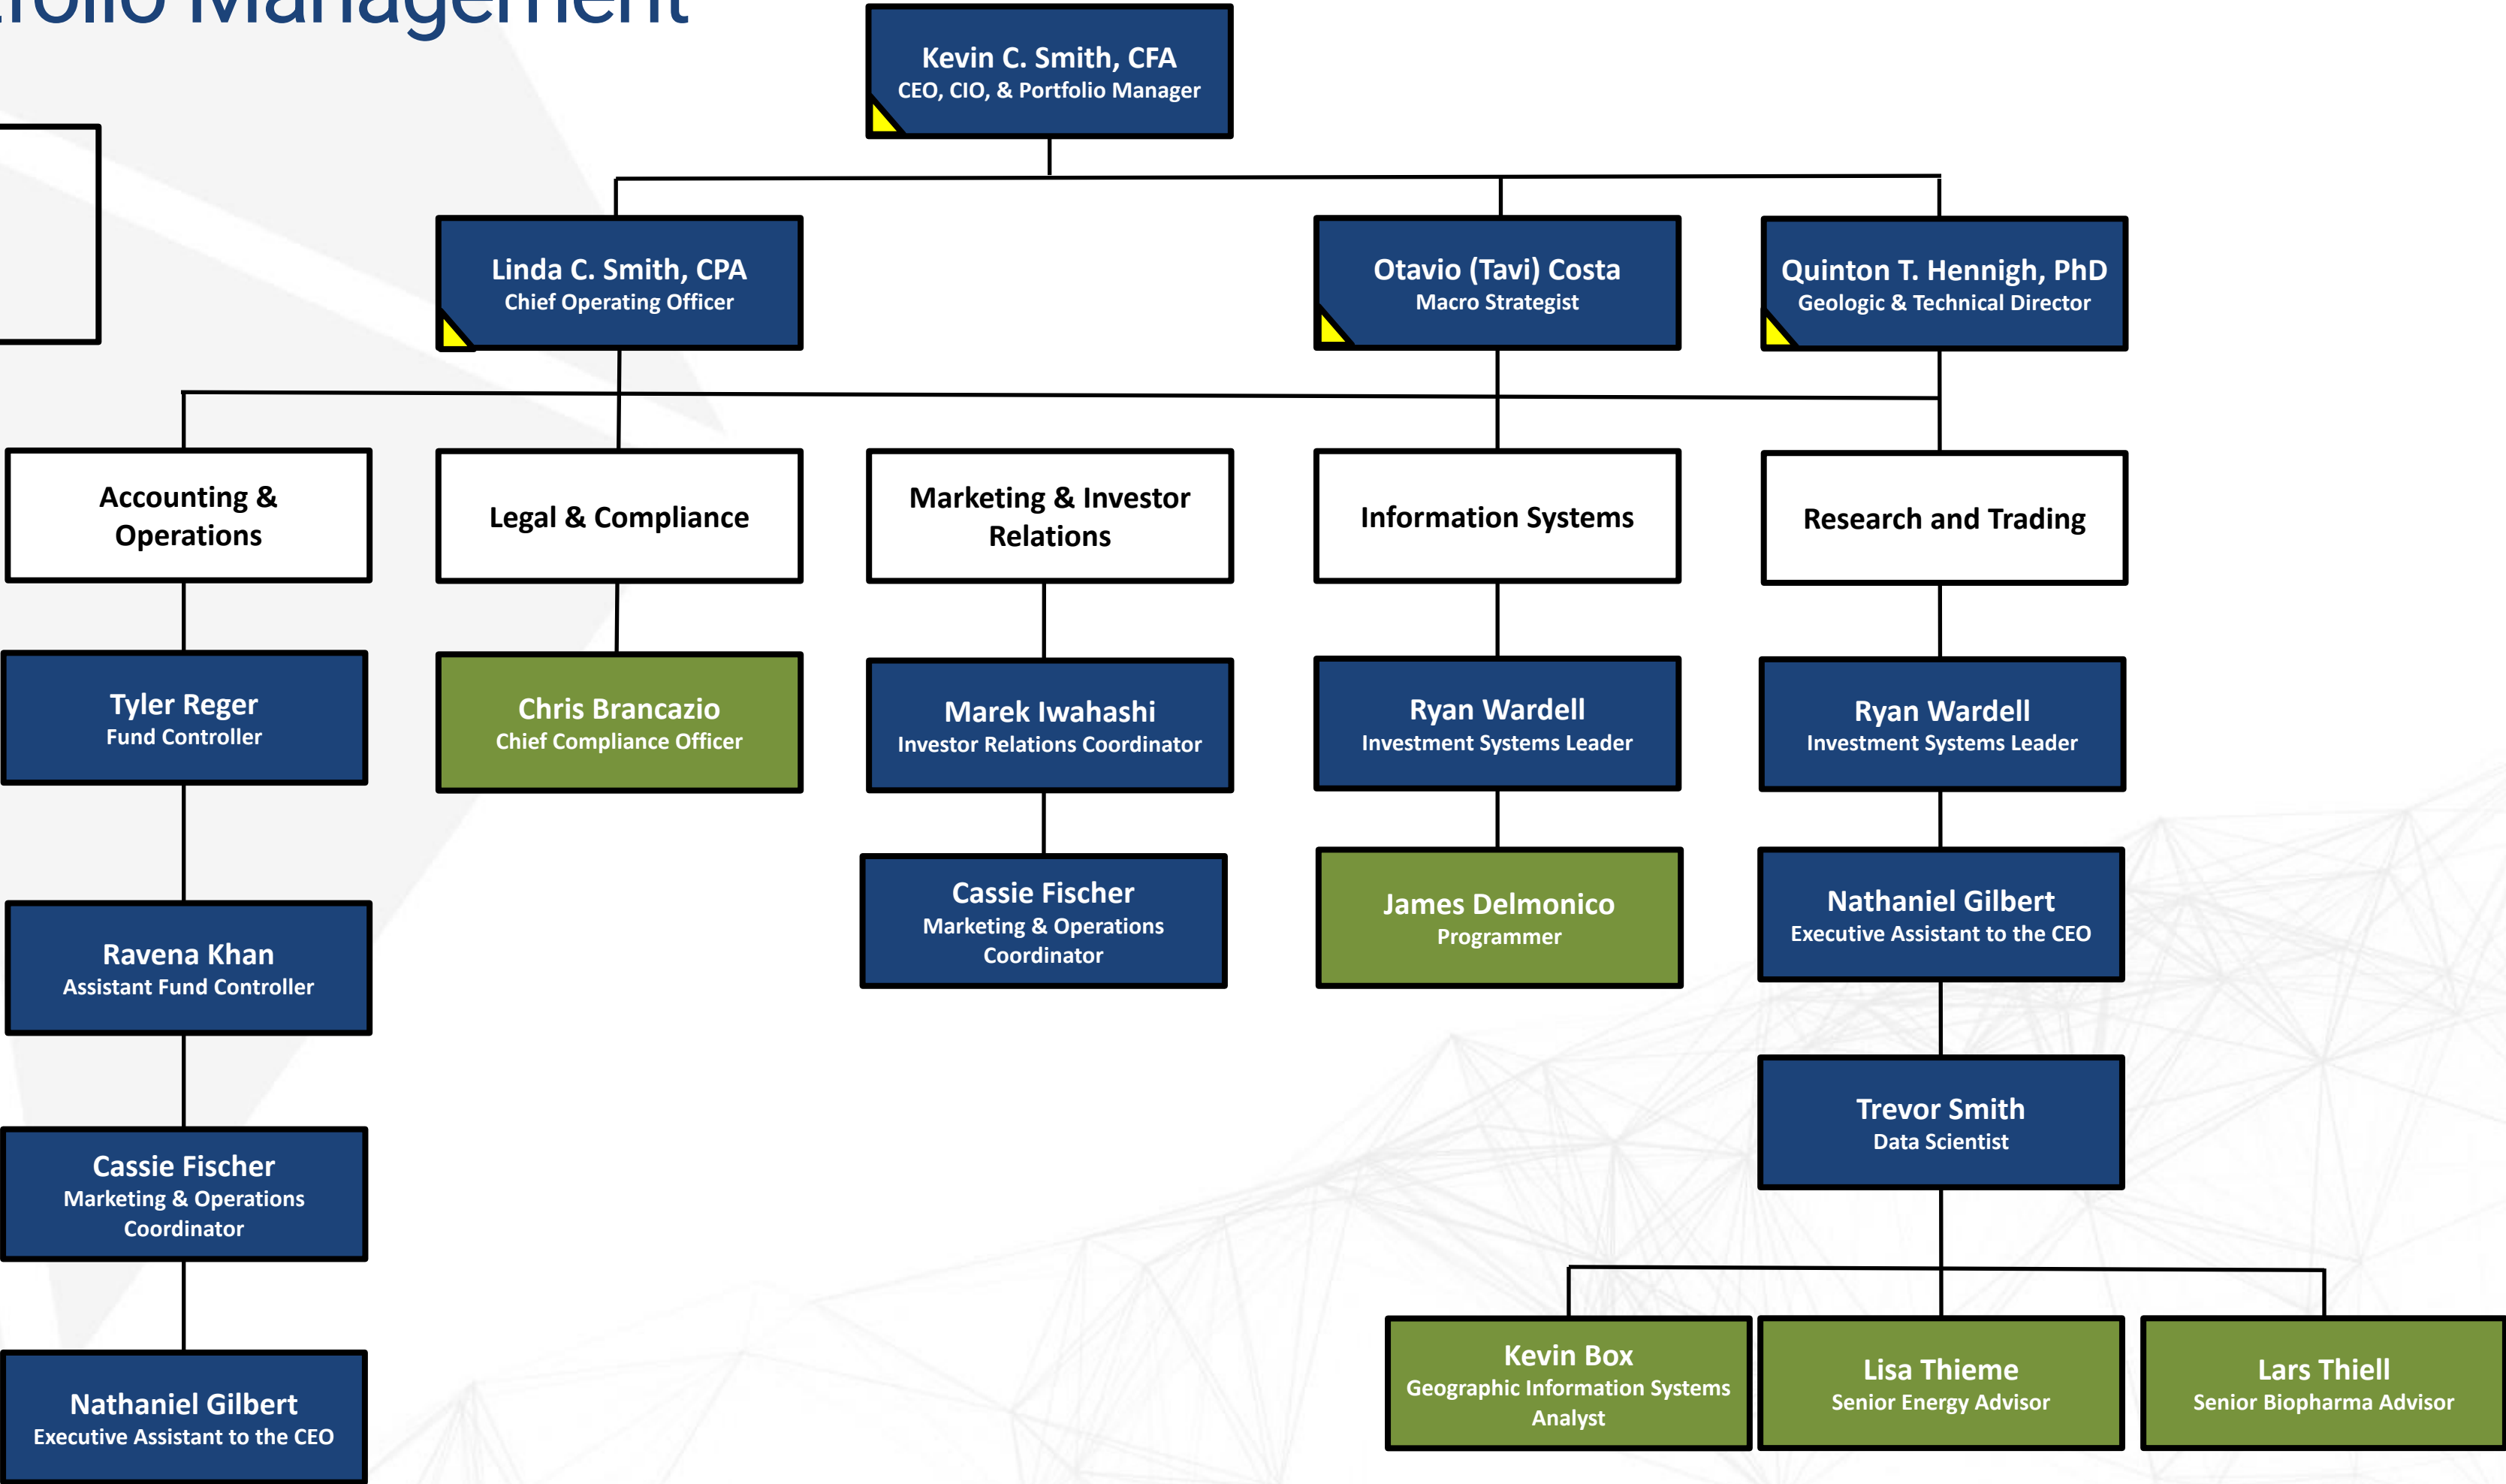 Management
Kevin C. Smith, CFA
CEO, CIO, & Portfolio Manager
Linda C. Smith, CPA
Chief Operating Officer
Otavio (Tavi) Costa
Macro Strategist
Quinton T. Hennigh, PhD
Geologic & Technical Director
Accounting &
Operations
Legal & Compliance
Marketing & Investor
Relations
Information Systems
Research and Trading
Tyler Reger
Fund Controller
Chris Brancazio
Chief Compliance Officer
Marek Iwahashi
Investor Relations Coordinator
Ryan Wardell
Investment Systems Leader
Ryan Wardell
Investment Systems Leader
Ravena Khan
Assistant Fund Controller
Cassie Fischer
Marketing & Operations
Coordinator
James Delmonico
Programmer
Nathaniel Gilbert
Executive Assistant to the CEO
Cassie Fischer
Marketing & Operations
Coordinator
Trevor Smith
Data Scientist
Nathaniel Gilbert
Executive Assistant to the CEO
Kevin Box
Geographic Information Systems
Analyst
Lisa Thieme
Senior Energy Advisor
Lars Thiell
Senior Biopharma Advisor